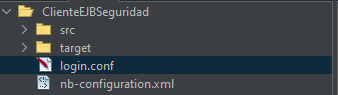 ClienteEJBSeguridad
src
target
login.conf
nb-configuration.xml